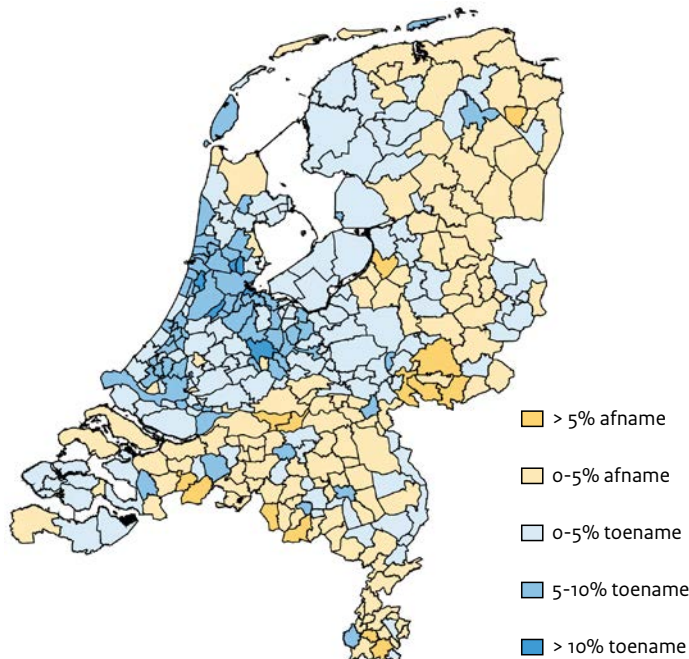 > 5% afname
0-5% afname
0-5% toename
5-10% toename
> 10% toename